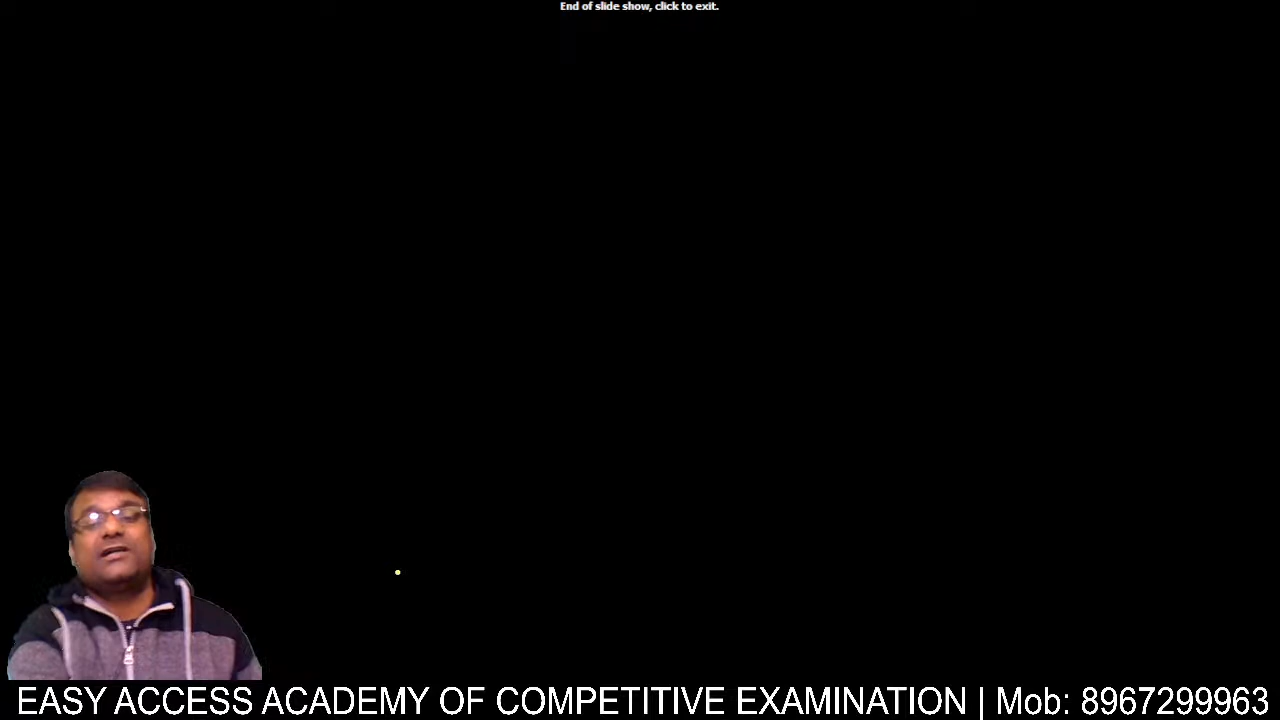 End of slide show, click to exit.
EASY ACCESS ACADEMY OF COMPETITIVE EXAMINATION | Mob: 8967299963